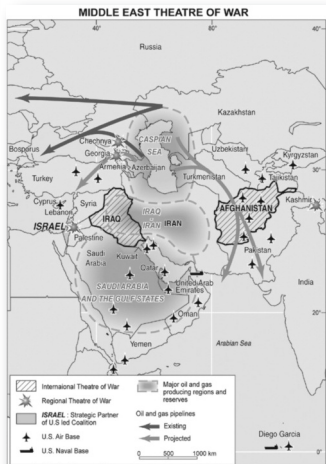 MIDDLE EAST THEATRE OF WAR
40°
60°
80°
Russia
Kazakhstan
CASPIAN
SEA
Bosporus
Chechnya
Georgia
Armenia
Azerbaijan
Uzbekistan
Kyrgyzstan
Turkey
Turkmenistan
Tajikistan
Cyprus
Syria
Lebanon
IRAQ
IRAQ
IRAN
IRAN
AFGHANISTAN
Kashmir
ISRAEL
Palestine
Kuwait
Pakistan
Saudi
Arabia
Qatar
SAUDI ARABIA
AND THE GULF STATES
United Arab
Emirates
India
Oman
Yemen
Arabian Sea
Internaional Theatre of War
Regional Theatre of War
ISRAEL : Strategic Partner
of U.S led Coalition
U.S. Air Base
U.S. Naval Base
Major oil and gas
producing regions and
reserves
Oil and gas pipelines
Existing
Projected
0 500 1000 km
Diego Garcia